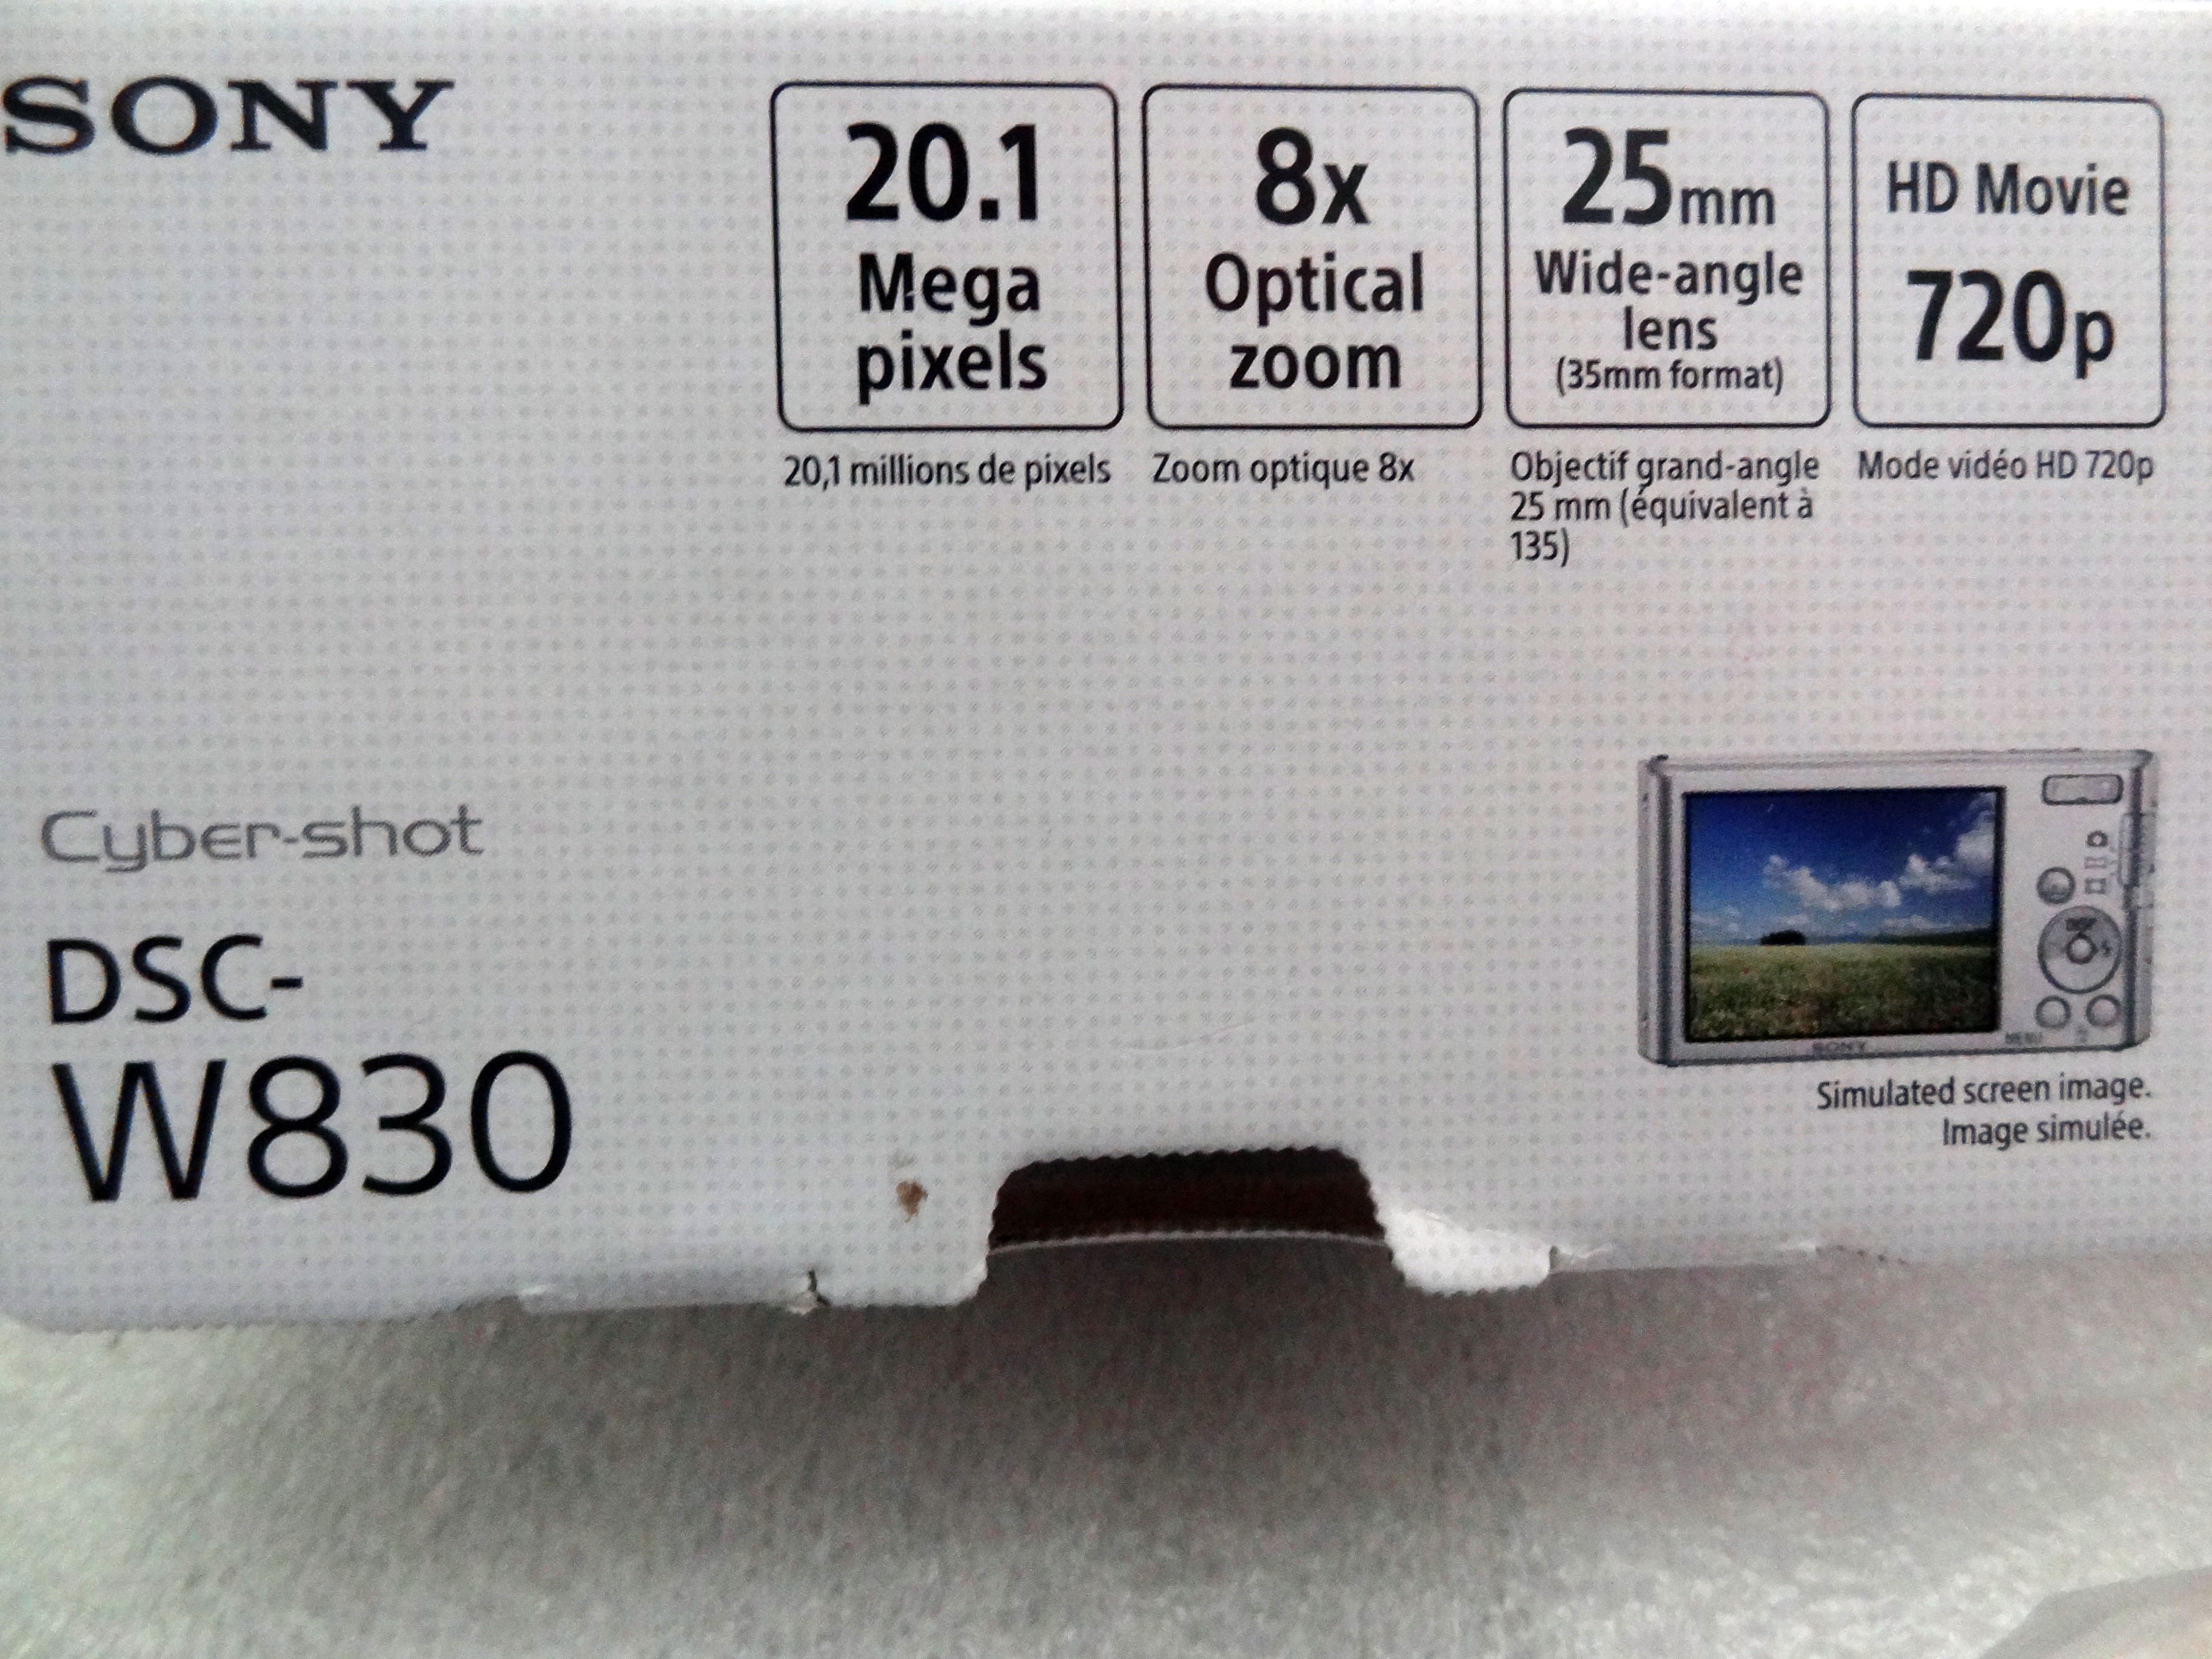 SONY
20.1
Mega
pixels
20,1 millions de pixels
8x
Optical
zoom
Zoom optique 8x
25mm
Wide-angle
lens
(35mm format)
Objectif grand-angle
25 mm (équivalent à
135)
HD Movie
720p
Mode vidéo HD 720p
Cyber-shot
DSC-
W830
SONY
MENU
Simulated screen image.
Image simulée.